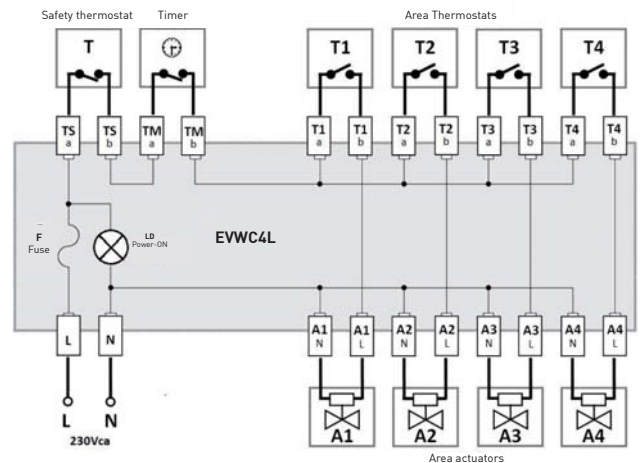 Safety thermostat Timer Area Thermostats
T T1 T2 T3 T4
TS a TS b TM a TM b T1 a T1 b T2 a T2 b T3 a T3 b T4 a T4 b
F Fuse LD Power-ON EVWC4L
L N A1 N A1 L A2 N A2 L A3 N A3 L A4 N A4 L
L N
230Vca
A1 A2 A3 A4
Area actuators